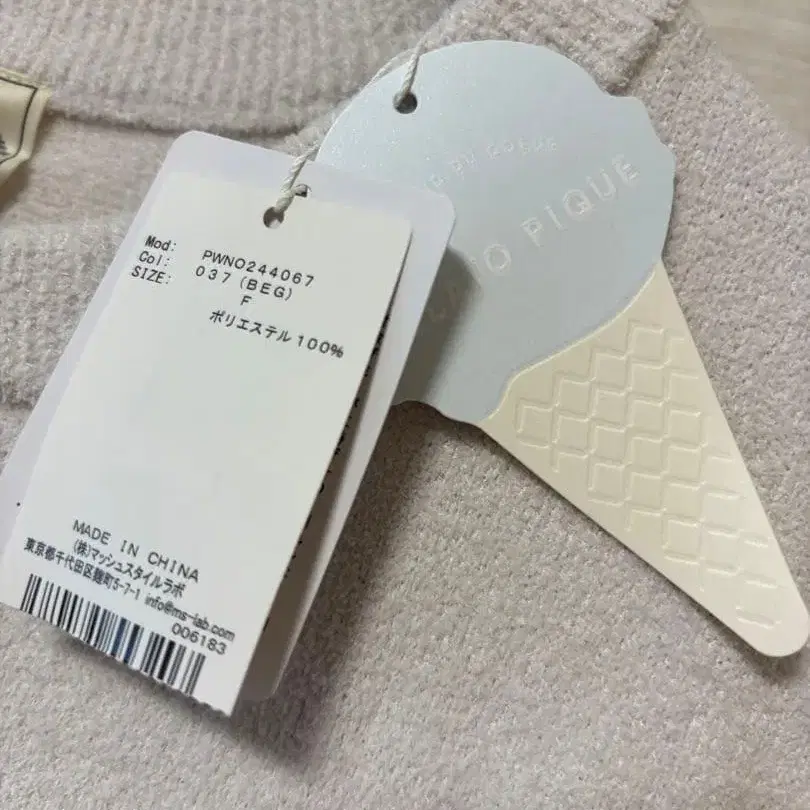 Mod: PWNO244067
Col: 037(BEG)
SIZE: F
ポリエステル100%
MADE IN CHINA
(株)マッシュスタイルラボ
東京都千代田区麹町5-7-1 info@ms-lab.com
006183
PIQUE